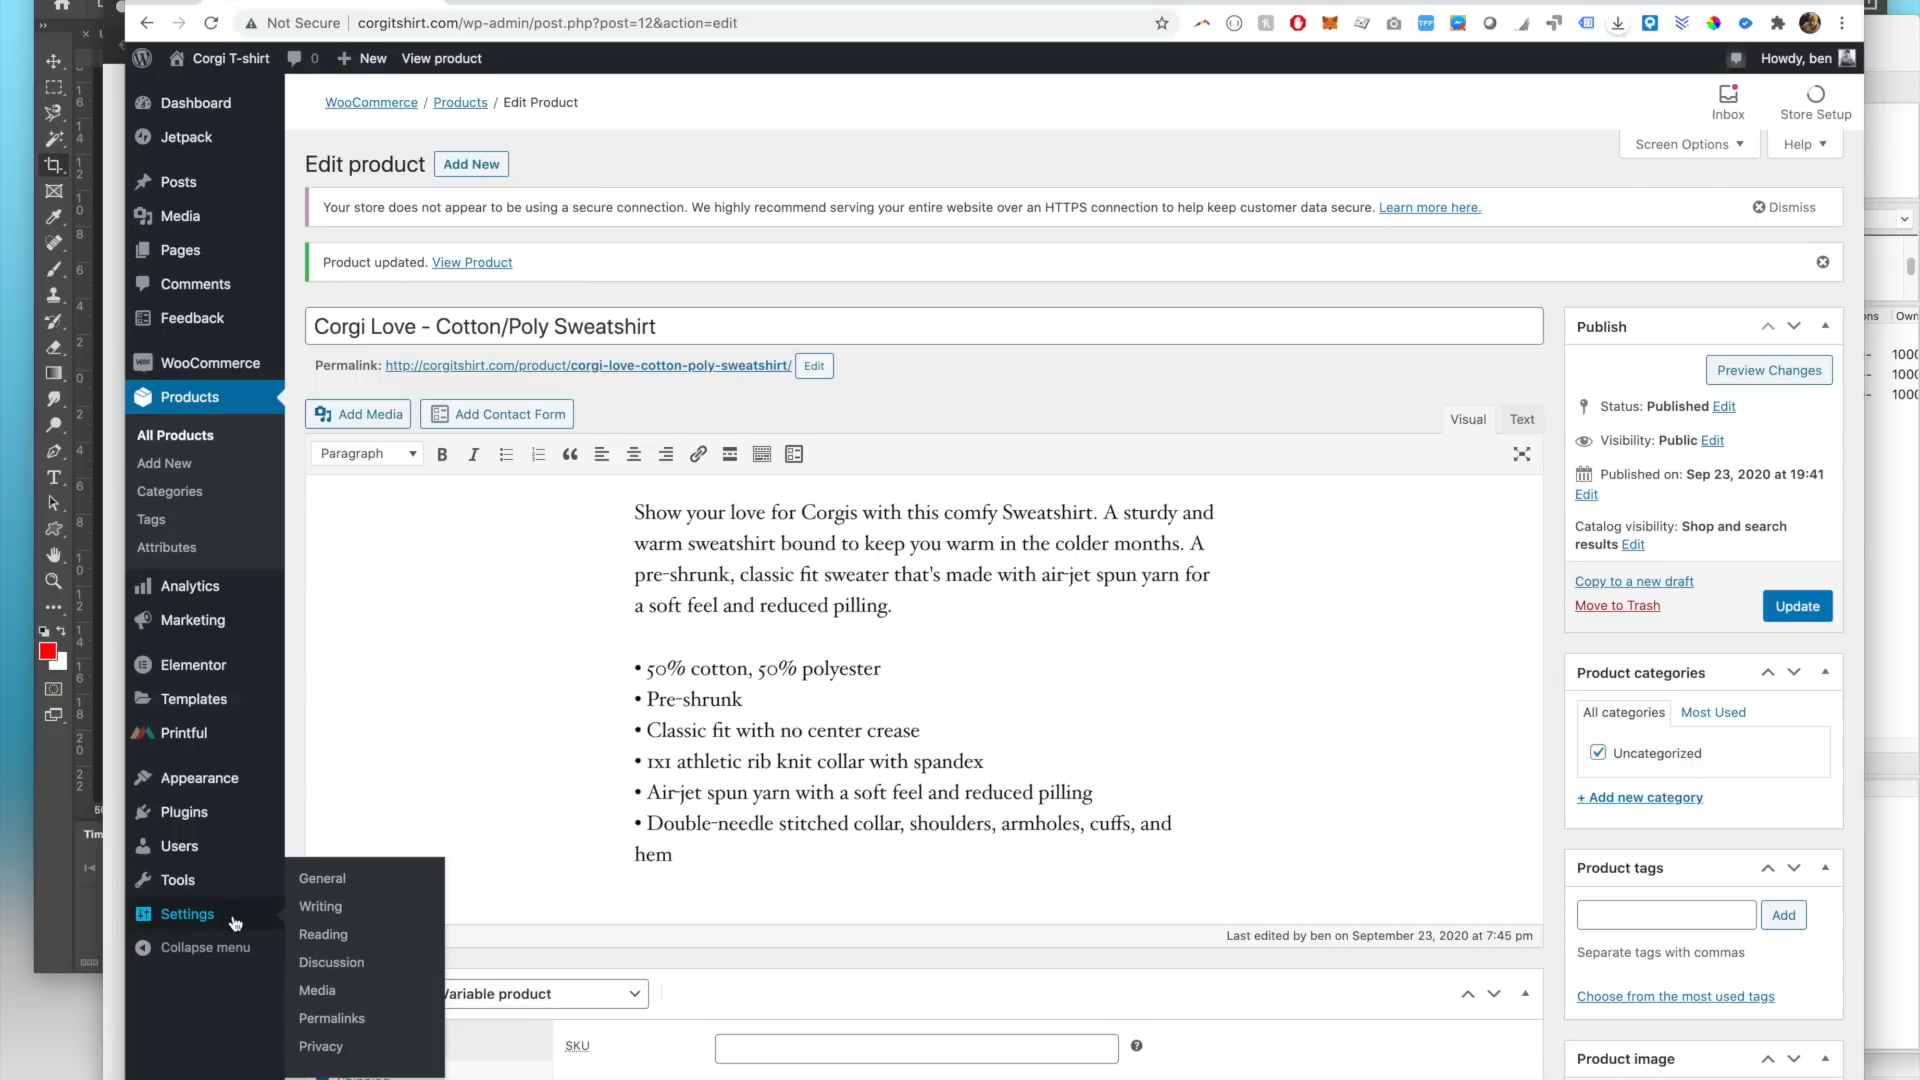 Not Secure corgitshirt.com/wp-admin/post.php?post=12&action=edit
Corgi T-shirt 0 New View product Howdy, ben
Dashboard
Jetpack
Posts
Media
Pages
Comments
Feedback
WooCommerce
Products
All Products
Add New
Categories
Tags
Attributes
Analytics
Marketing
Elementor
Templates
Printful
Appearance
Plugins
Users
Tools
Settings
Collapse menu
General
Writing
Reading
Discussion
Media
Permalinks
Privacy
WooCommerce / Products / Edit Product
Inbox
Store Setup
Screen Options
Help
Edit product Add New
Your store does not appear to be using a secure connection. We highly recommend serving your entire website over an HTTPS connection to help keep customer data secure. Learn more here. Dismiss
Product updated. View Product
Corgi Love - Cotton/Poly Sweatshirt
Permalink: http://corgitshirt.com/product/corgi-love-cotton-poly-sweatshirt/ Edit
Add Media Add Contact Form
Visual Text
Paragraph
Show your love for Corgis with this comfy Sweatshirt. A sturdy and
warm sweatshirt bound to keep you warm in the colder months. A
pre-shrunk, classic fit sweater that's made with air-jet spun yarn for
a soft feel and reduced pilling.
• 50% cotton, 50% polyester
• Pre-shrunk
• Classic fit with no center crease
• 1x1 athletic rib knit collar with spandex
• Air-jet spun yarn with a soft feel and reduced pilling
• Double-needle stitched collar, shoulders, armholes, cuffs, and
hem
Last edited by ben on September 23, 2020 at 7:45 pm
Variable product
SKU
Publish
Preview Changes
Status: Published Edit
Visibility: Public Edit
Published on: Sep 23, 2020 at 19:41
Edit
Catalog visibility: Shop and search
results Edit
Copy to a new draft
Move to Trash
Update
Product categories
All categories Most Used
Uncategorized
+ Add new category
Product tags
Add
Separate tags with commas
Choose from the most used tags
Product image
Own
1000
1000
1000
Tim